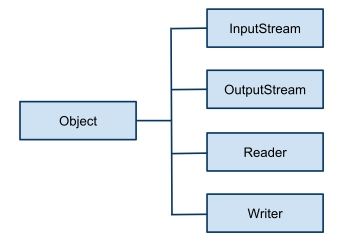 InputStream
OutputStream
Object
Reader
Writer